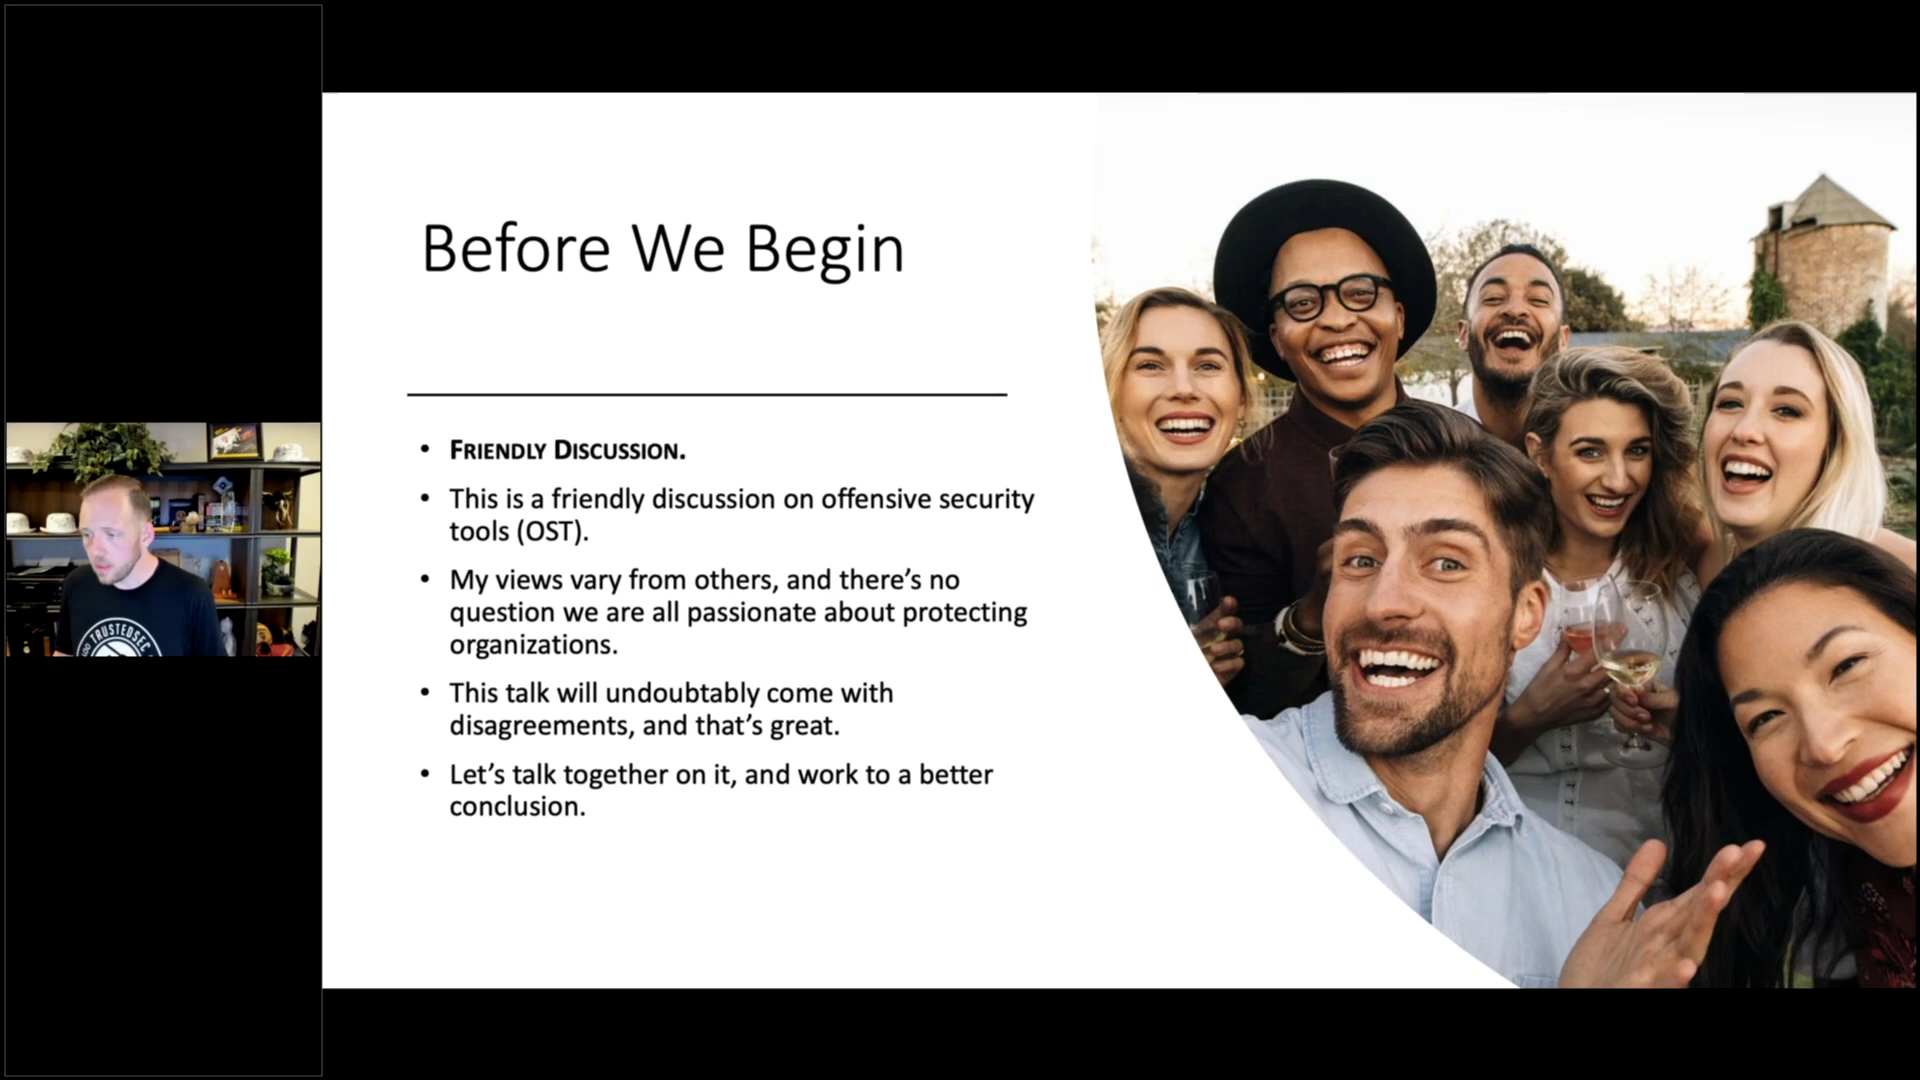 Before We Begin
• FRIENDLY DISCUSSION.
• This is a friendly discussion on offensive security
tools (OST).
• My views vary from others, and there’s no
question we are all passionate about protecting
organizations.
• This talk will undoubtably come with
disagreements, and that’s great.
• Let’s talk together on it, and work to a better
conclusion.
TRUSTEDSEC